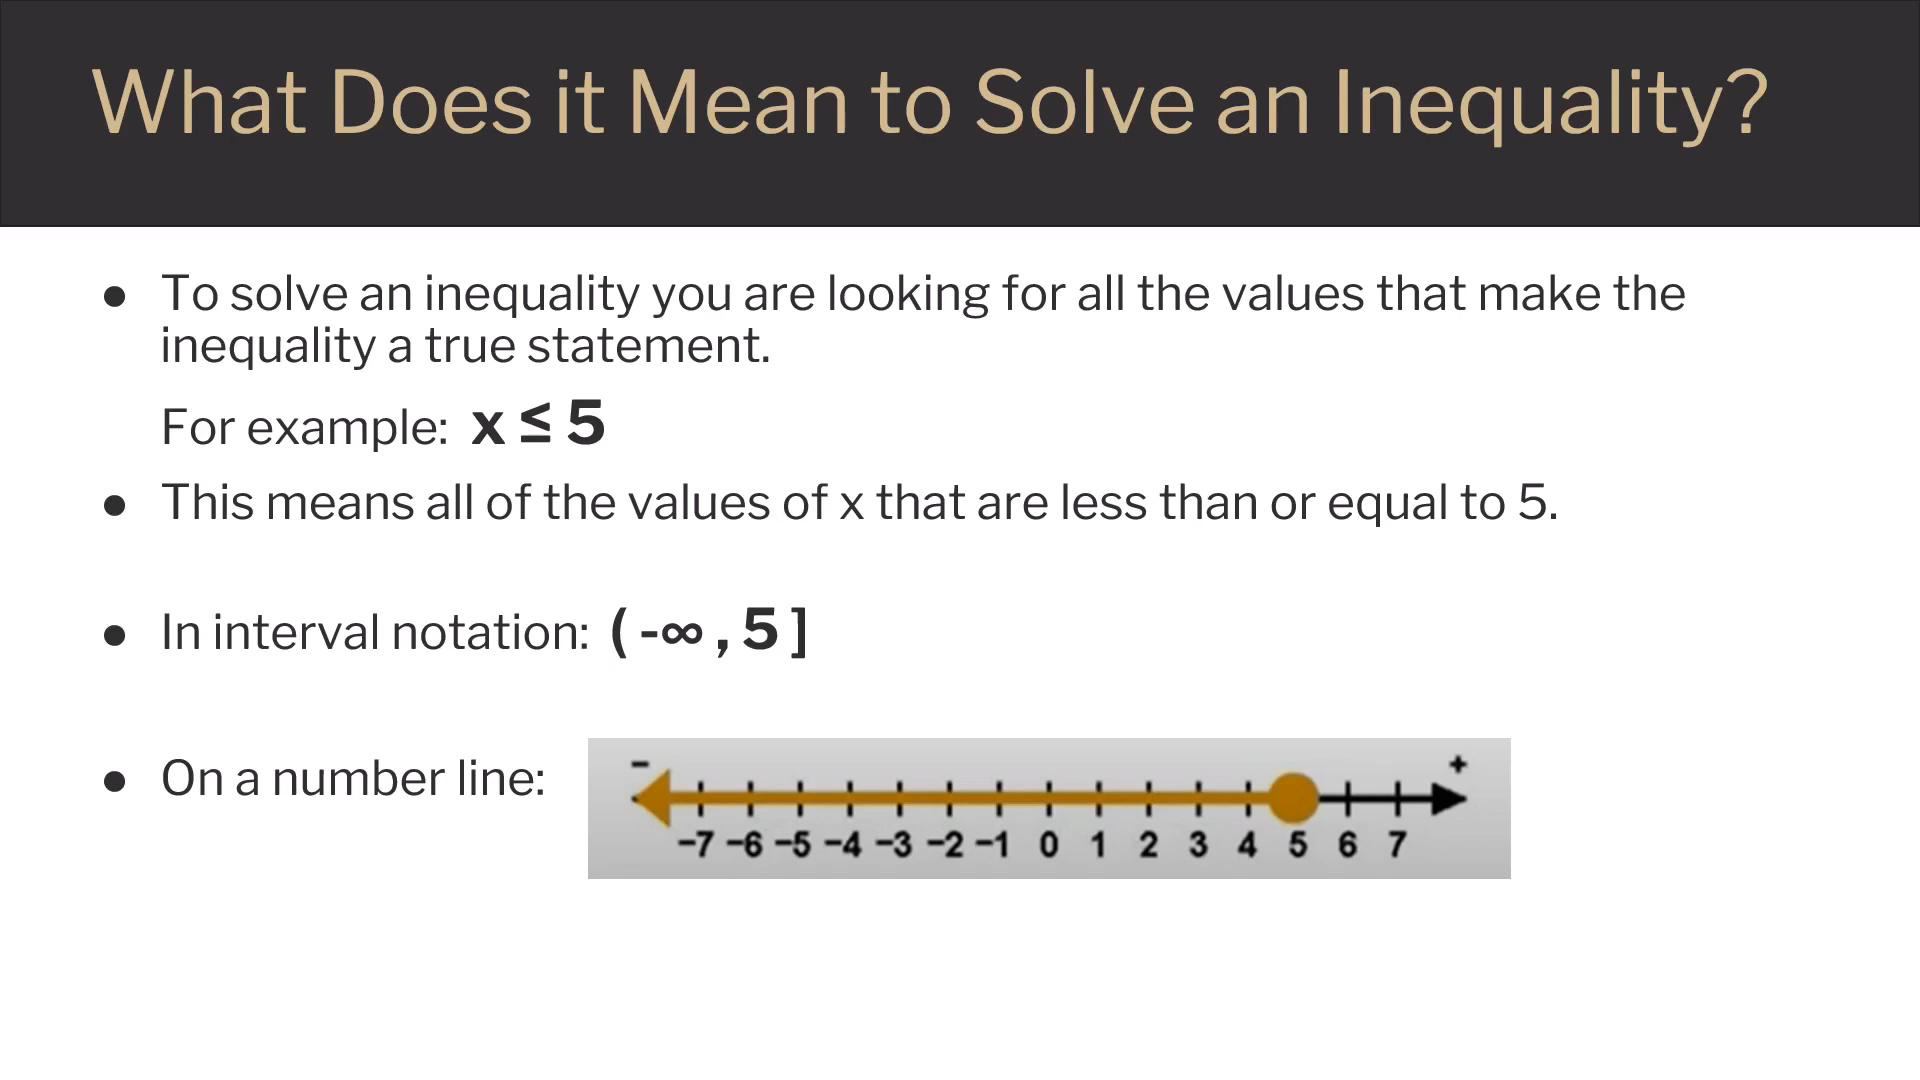 What Does it Mean to Solve an Inequality?
● To solve an inequality you are looking for all the values that make the
inequality a true statement.
For example: x ≤ 5
● This means all of the values of x that are less than or equal to 5.
● In interval notation: ( -∞ , 5 ]
● On a number line:
− +
−7 −6 −5 −4 −3 −2 −1 0 1 2 3 4 5 6 7